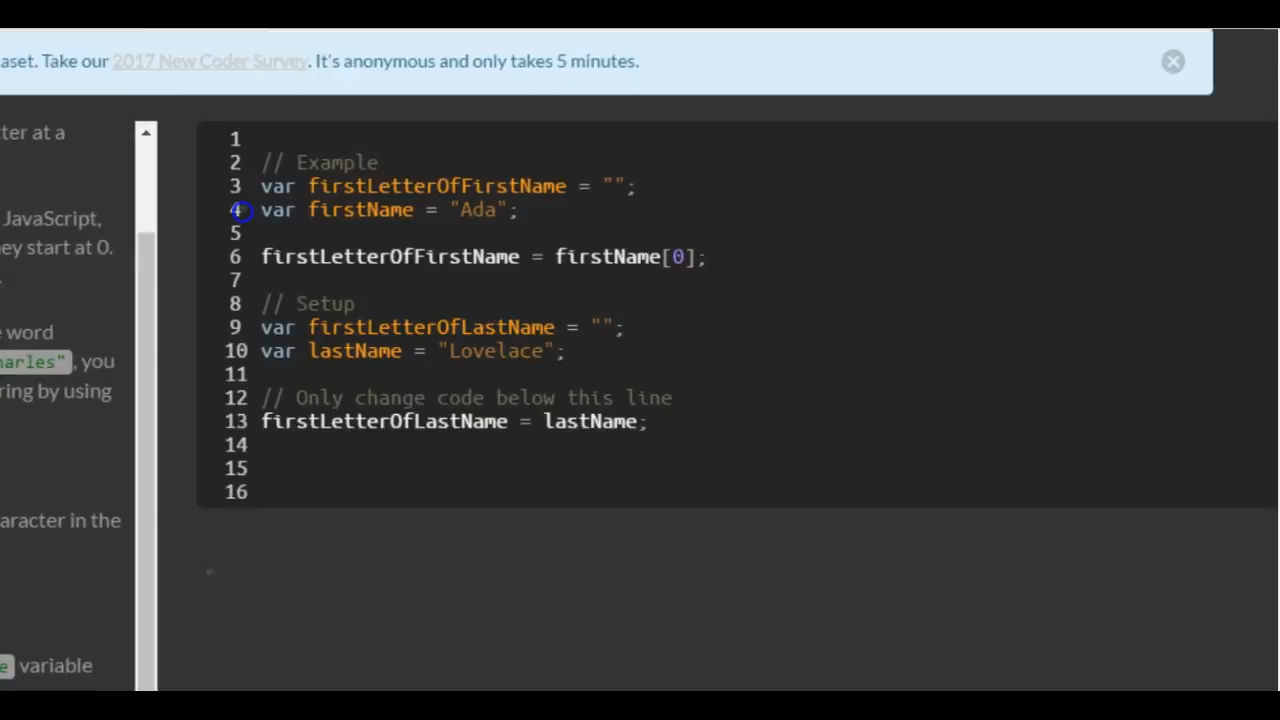 aset. Take our 2017 New Coder Survey. It's anonymous and only takes 5 minutes.
ter at a
JavaScript,
ey start at 0.
e word
harles", you
ring by using
aracter in the
e variable
1
2 // Example
3 var firstLetterOfFirstName = "";
4 var firstName = "Ada";
5
6 firstLetterOfFirstName = firstName[0];
7
8 // Setup
9 var firstLetterOfLastName = "";
10 var lastName = "Lovelace";
11
12 // Only change code below this line
13 firstLetterOfLastName = lastName;
14
15
16